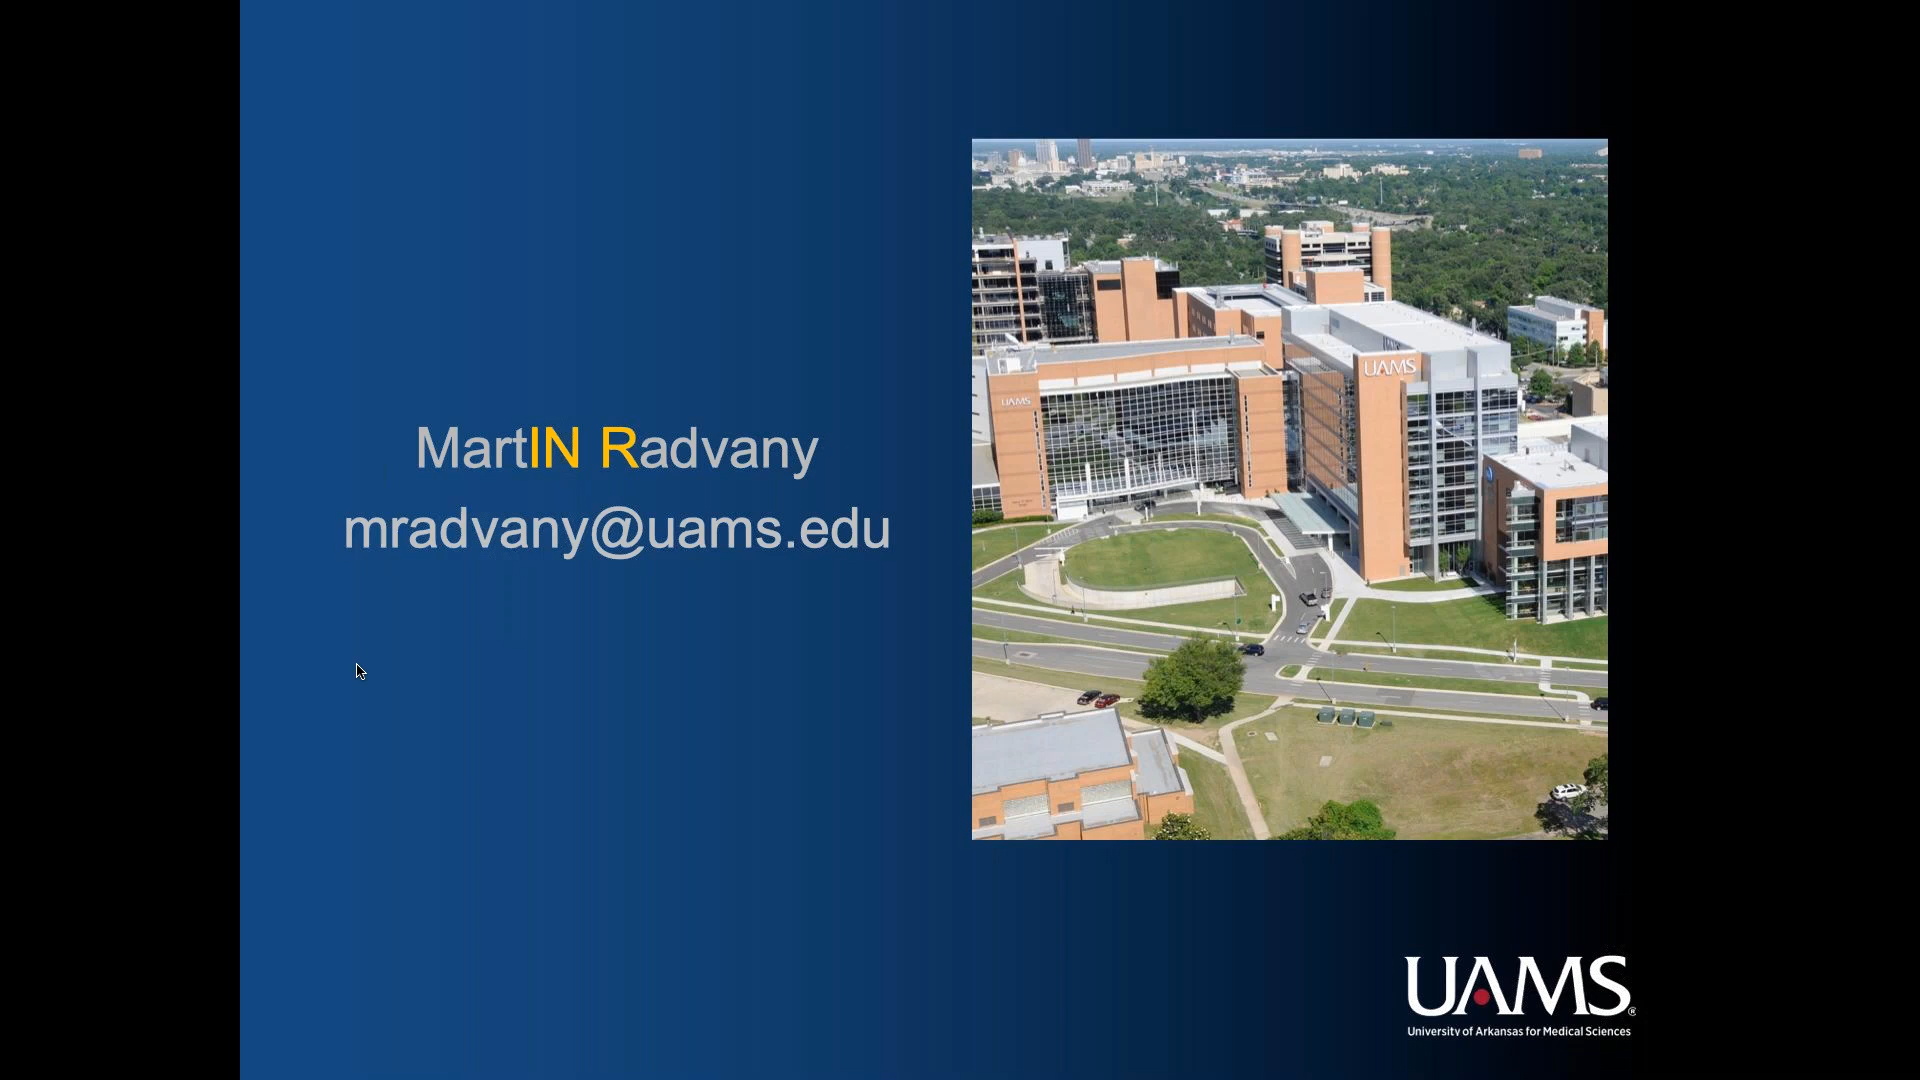 MartIN Radvany
mradvany@uams.edu
UAMS
UAMS
UAMS®
University of Arkansas for Medical Sciences